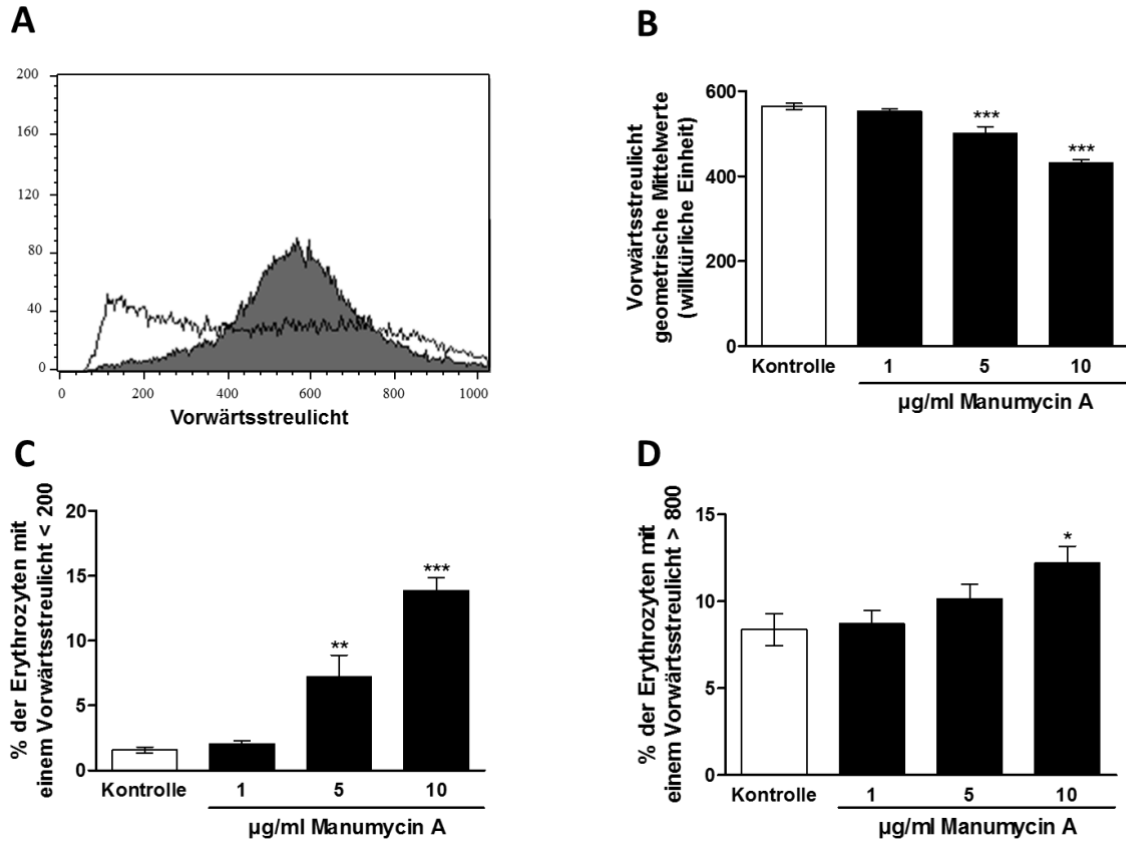 A
200
160
120
80
40
0
0 200 400 600 800 1000
Vorwärtsstreulicht
B
Vorwärtsstreulicht
geometrische Mittelwerte
(willkürliche Einheit)
600
400
200
0
***
***
Kontrolle 1 5 10
µg/ml Manumycin A
C
% der Erythrozyten mit
einem Vorwärtsstreulicht < 200
20
15
10
5
0
**
***
Kontrolle 1 5 10
µg/ml Manumycin A
D
% der Erythrozyten mit
einem Vorwärtsstreulicht > 800
15
10
5
0
*
Kontrolle 1 5 10
µg/ml Manumycin A